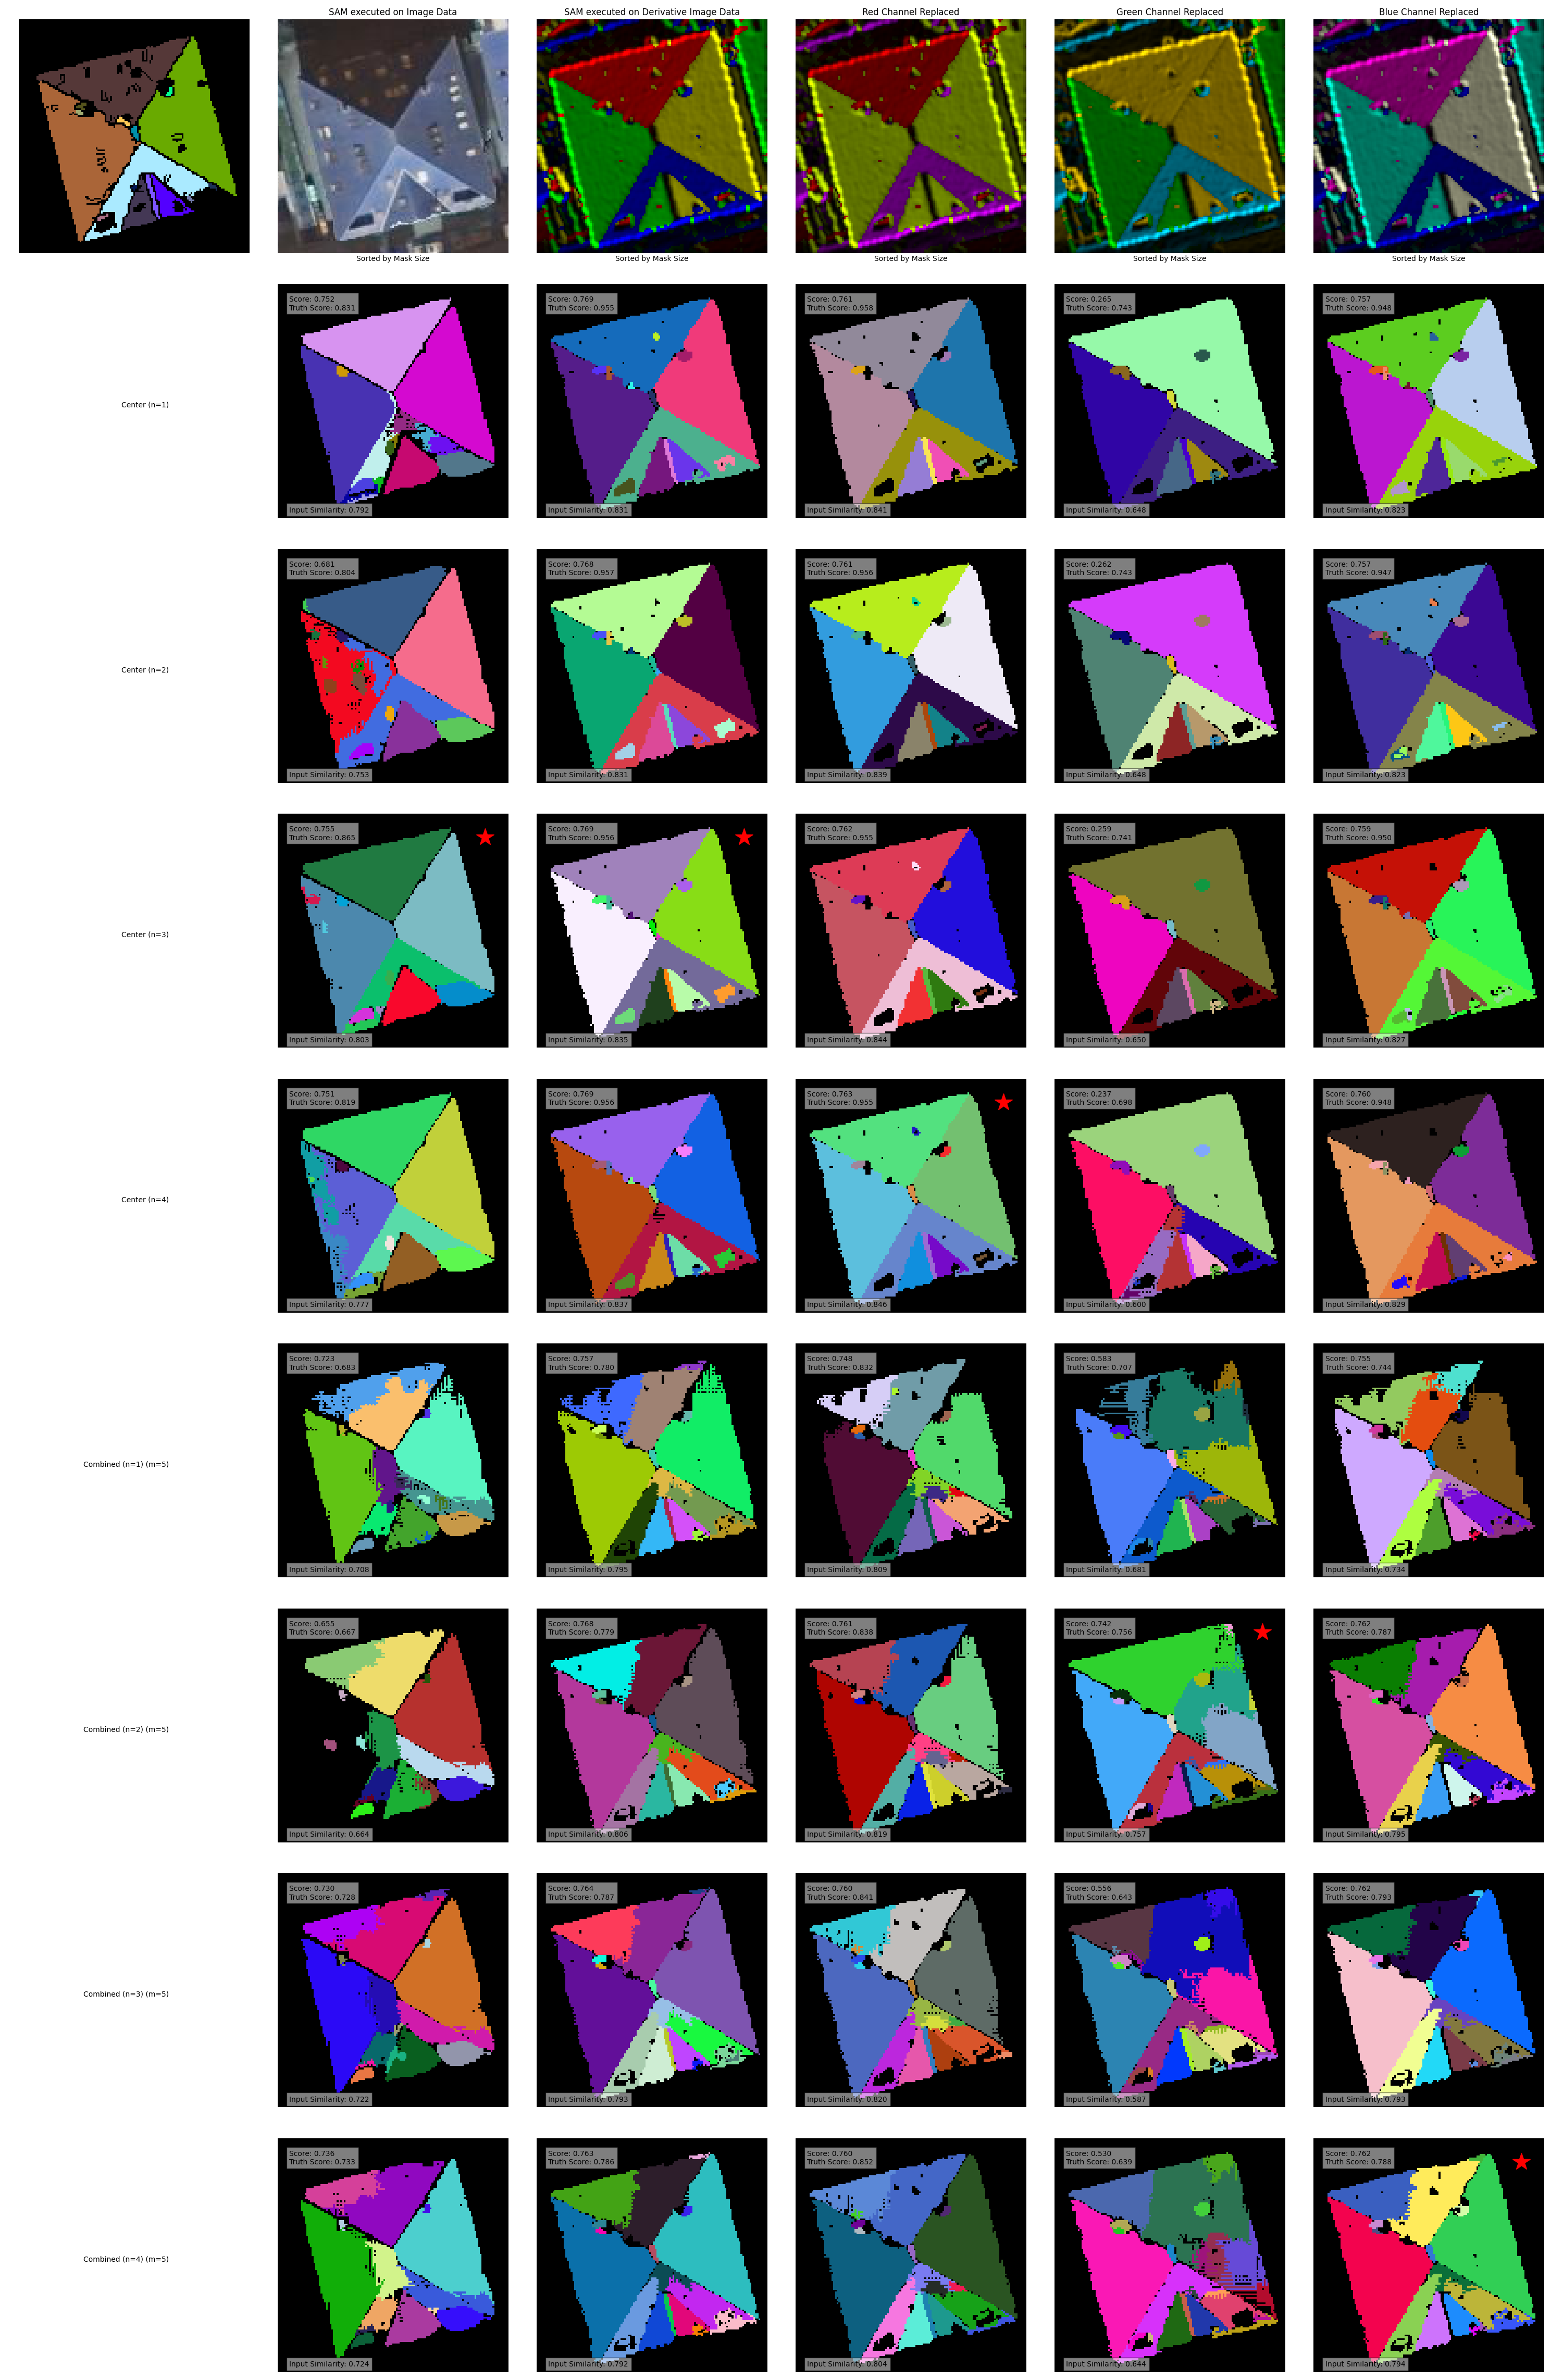 SAM executed on Image Data
SAM executed on Derivative Image Data
Red Channel Replaced
Green Channel Replaced
Blue Channel Replaced
Sorted by Mask Size
Sorted by Mask Size
Sorted by Mask Size
Sorted by Mask Size
Sorted by Mask Size
Center (n=1)
Score: 0.752
Truth Score: 0.831
Input Similarity: 0.792
Score: 0.769
Truth Score: 0.955
Input Similarity: 0.831
Score: 0.761
Truth Score: 0.958
Input Similarity: 0.841
Score: 0.265
Truth Score: 0.743
Input Similarity: 0.648
Score: 0.757
Truth Score: 0.948
Input Similarity: 0.823
Center (n=2)
Score: 0.681
Truth Score: 0.804
Input Similarity: 0.753
Score: 0.768
Truth Score: 0.957
Input Similarity: 0.831
Score: 0.761
Truth Score: 0.956
Input Similarity: 0.839
Score: 0.262
Truth Score: 0.743
Input Similarity: 0.648
Score: 0.757
Truth Score: 0.947
Input Similarity: 0.823
Center (n=3)
Score: 0.755
Truth Score: 0.865
Input Similarity: 0.803
Score: 0.769
Truth Score: 0.956
Input Similarity: 0.835
Score: 0.762
Truth Score: 0.955
Input Similarity: 0.844
Score: 0.259
Truth Score: 0.741
Input Similarity: 0.650
Score: 0.759
Truth Score: 0.950
Input Similarity: 0.827
Center (n=4)
Score: 0.751
Truth Score: 0.819
Input Similarity: 0.777
Score: 0.769
Truth Score: 0.956
Input Similarity: 0.837
Score: 0.763
Truth Score: 0.955
Input Similarity: 0.846
Score: 0.237
Truth Score: 0.698
Input Similarity: 0.600
Score: 0.760
Truth Score: 0.948
Input Similarity: 0.829
Combined (n=1) (m=5)
Score: 0.723
Truth Score: 0.683
Input Similarity: 0.708
Score: 0.757
Truth Score: 0.780
Input Similarity: 0.795
Score: 0.748
Truth Score: 0.832
Input Similarity: 0.809
Score: 0.583
Truth Score: 0.707
Input Similarity: 0.681
Score: 0.755
Truth Score: 0.744
Input Similarity: 0.734
Combined (n=2) (m=5)
Score: 0.655
Truth Score: 0.667
Input Similarity: 0.664
Score: 0.768
Truth Score: 0.779
Input Similarity: 0.806
Score: 0.761
Truth Score: 0.838
Input Similarity: 0.819
Score: 0.742
Truth Score: 0.756
Input Similarity: 0.757
Score: 0.762
Truth Score: 0.787
Input Similarity: 0.795
Combined (n=3) (m=5)
Score: 0.730
Truth Score: 0.728
Input Similarity: 0.722
Score: 0.764
Truth Score: 0.787
Input Similarity: 0.793
Score: 0.760
Truth Score: 0.841
Input Similarity: 0.820
Score: 0.556
Truth Score: 0.643
Input Similarity: 0.587
Score: 0.762
Truth Score: 0.793
Input Similarity: 0.793
Combined (n=4) (m=5)
Score: 0.736
Truth Score: 0.733
Input Similarity: 0.724
Score: 0.763
Truth Score: 0.786
Input Similarity: 0.792
Score: 0.760
Truth Score: 0.852
Input Similarity: 0.804
Score: 0.530
Truth Score: 0.639
Input Similarity: 0.644
Score: 0.762
Truth Score: 0.788
Input Similarity: 0.794